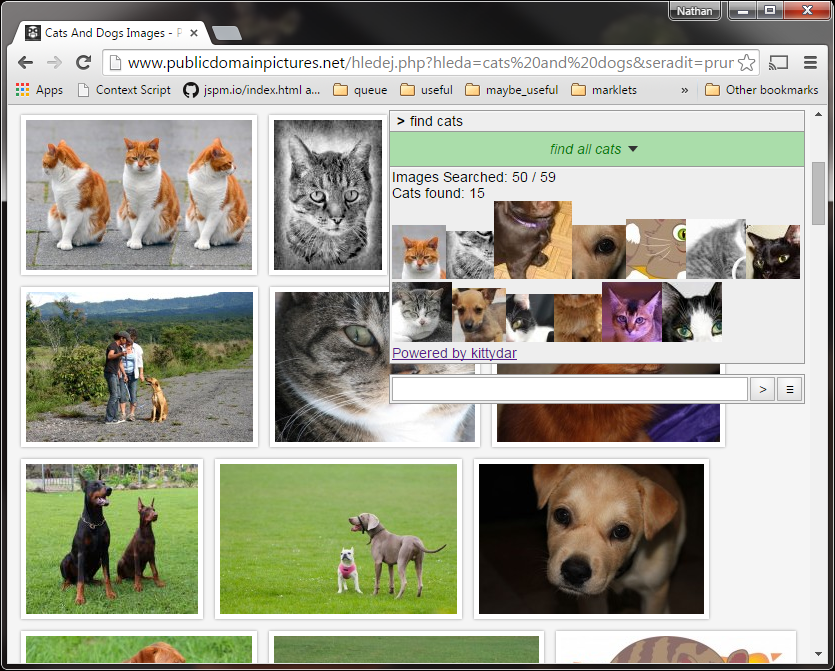 Nathan
Cats And Dogs Images - P
www.publicdomainpictures.net/hledej.php?hleda=cats%20and%20dogs&seradit=prur
Apps Context Script jspm.io/index.html a... queue useful maybe_useful marklets » Other bookmarks
> find cats
find all cats
Images Searched: 50 / 59
Cats found: 15
Powered by kittydar
>